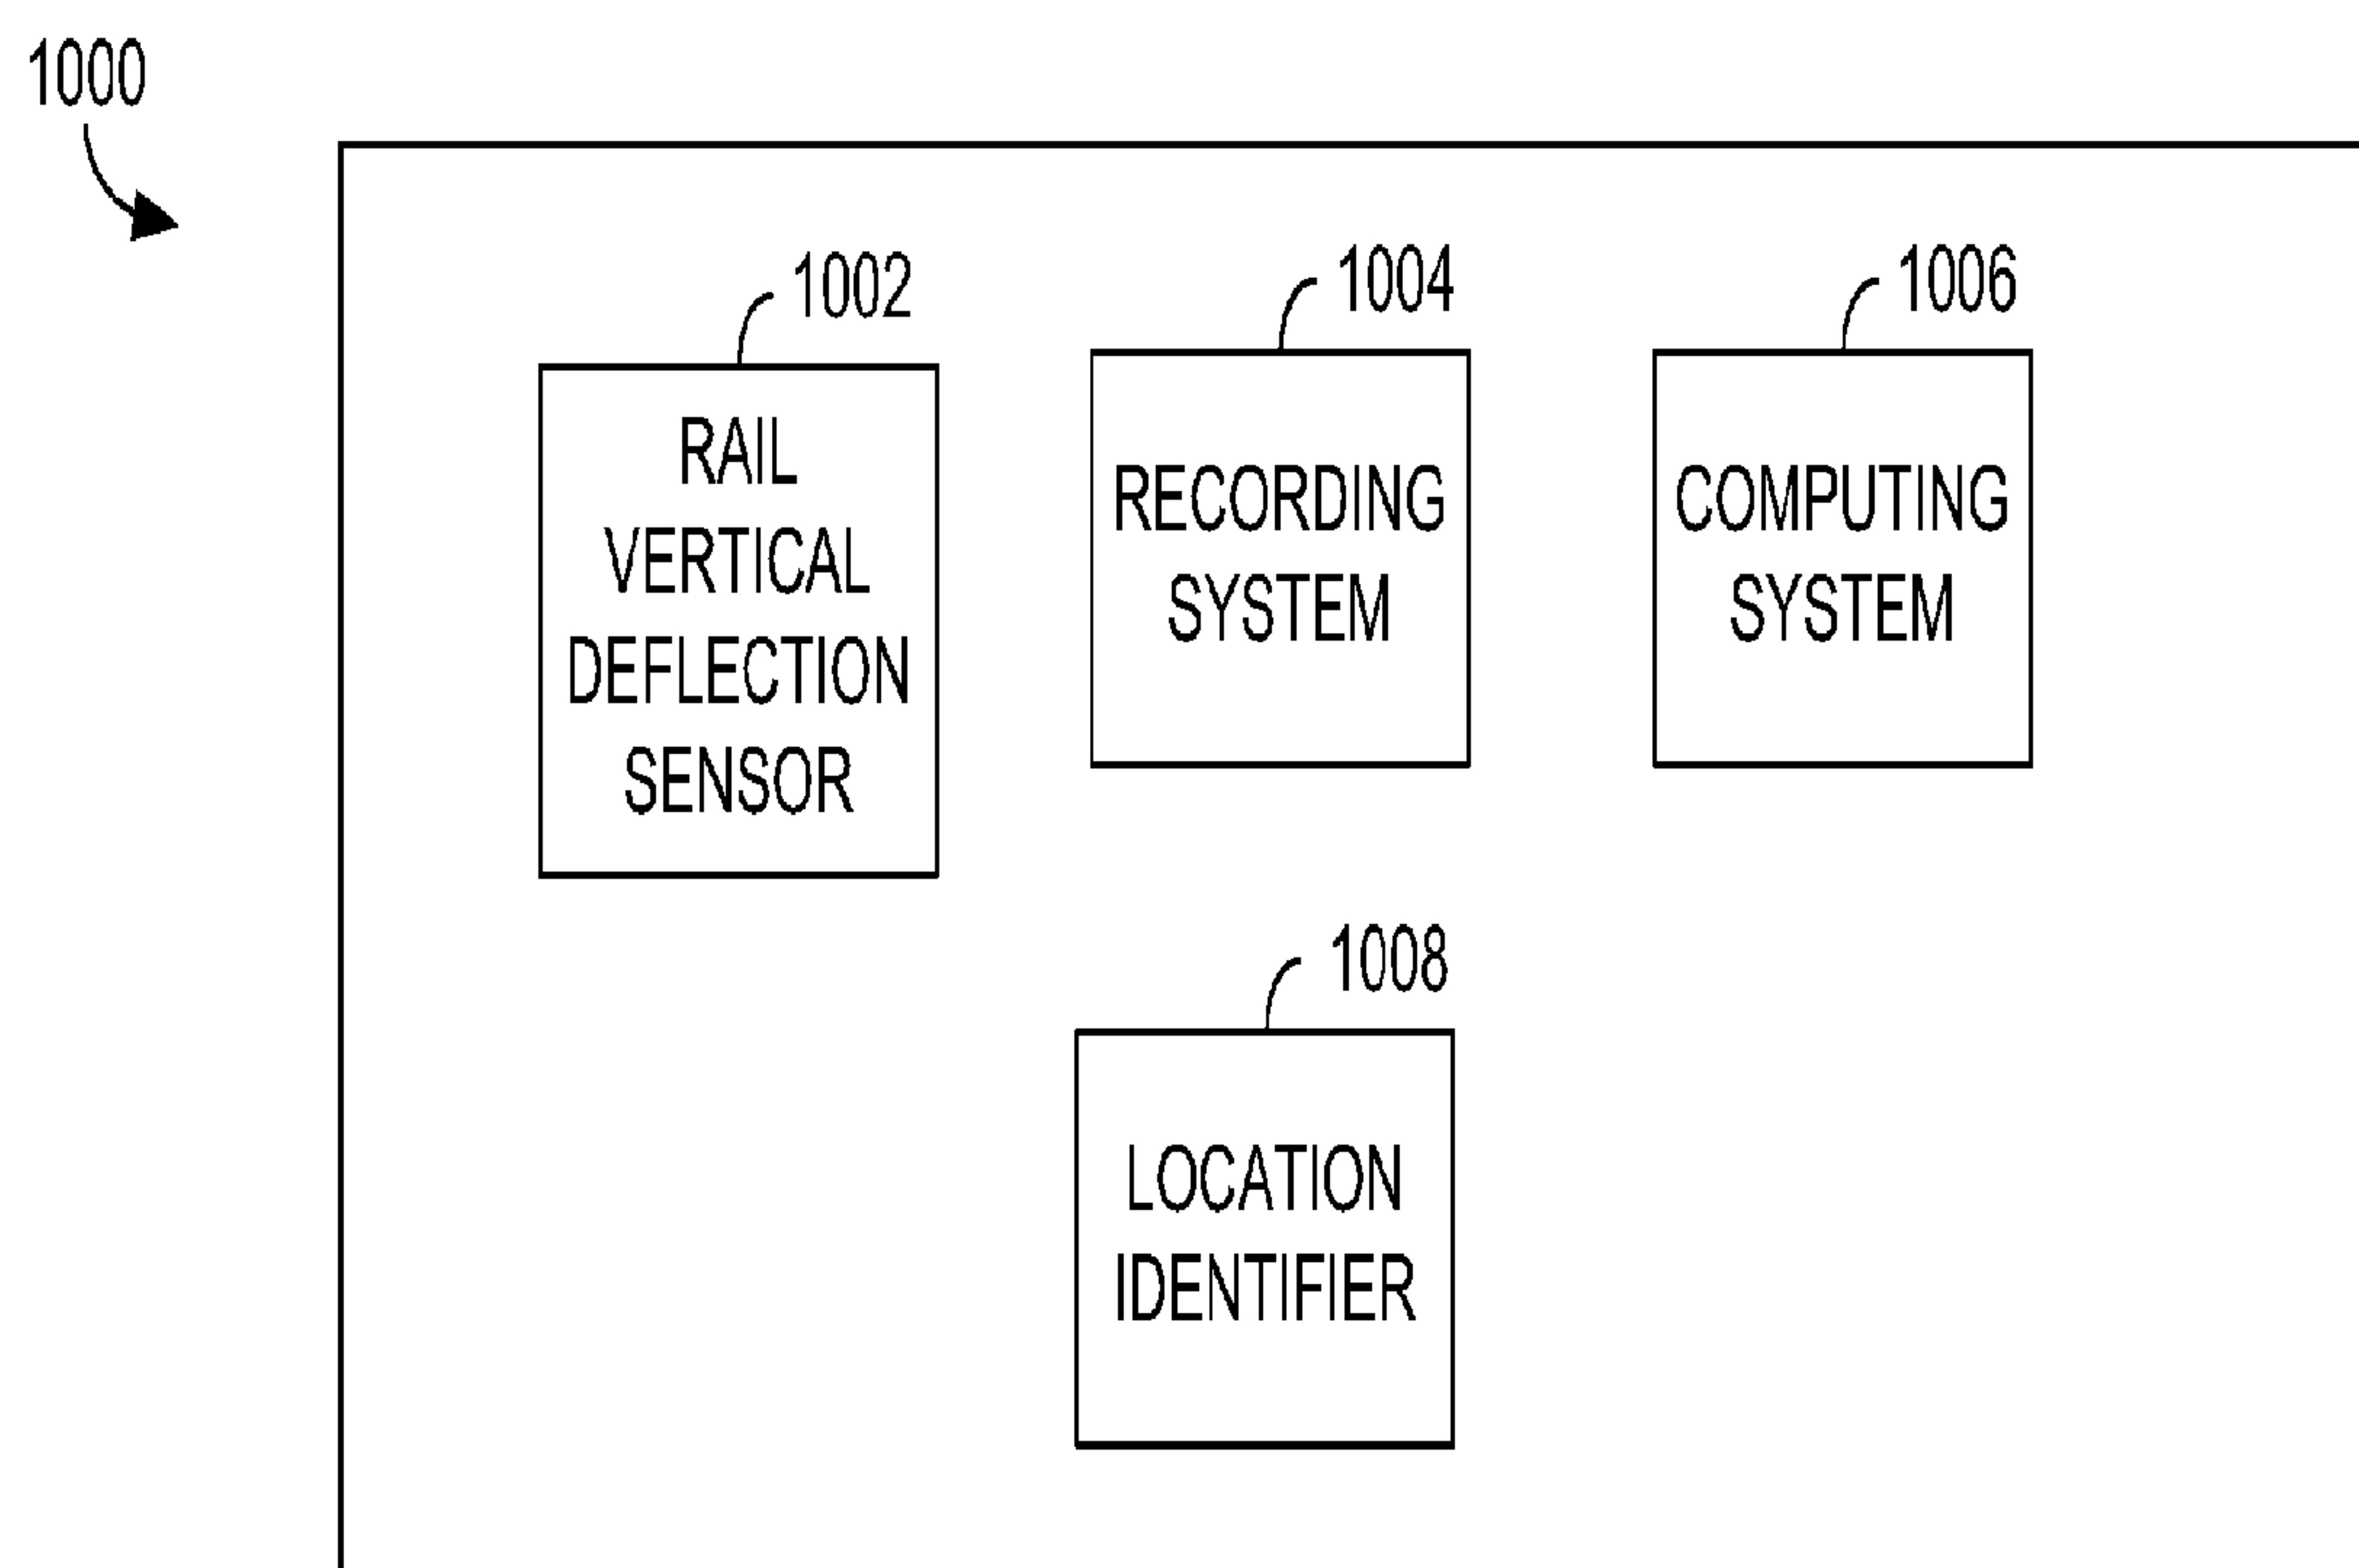 1000
1002
RAIL
VERTICAL
DEFLECTION
SENSOR
1004
RECORDING
SYSTEM
1006
COMPUTING
SYSTEM
1008
LOCATION
IDENTIFIER